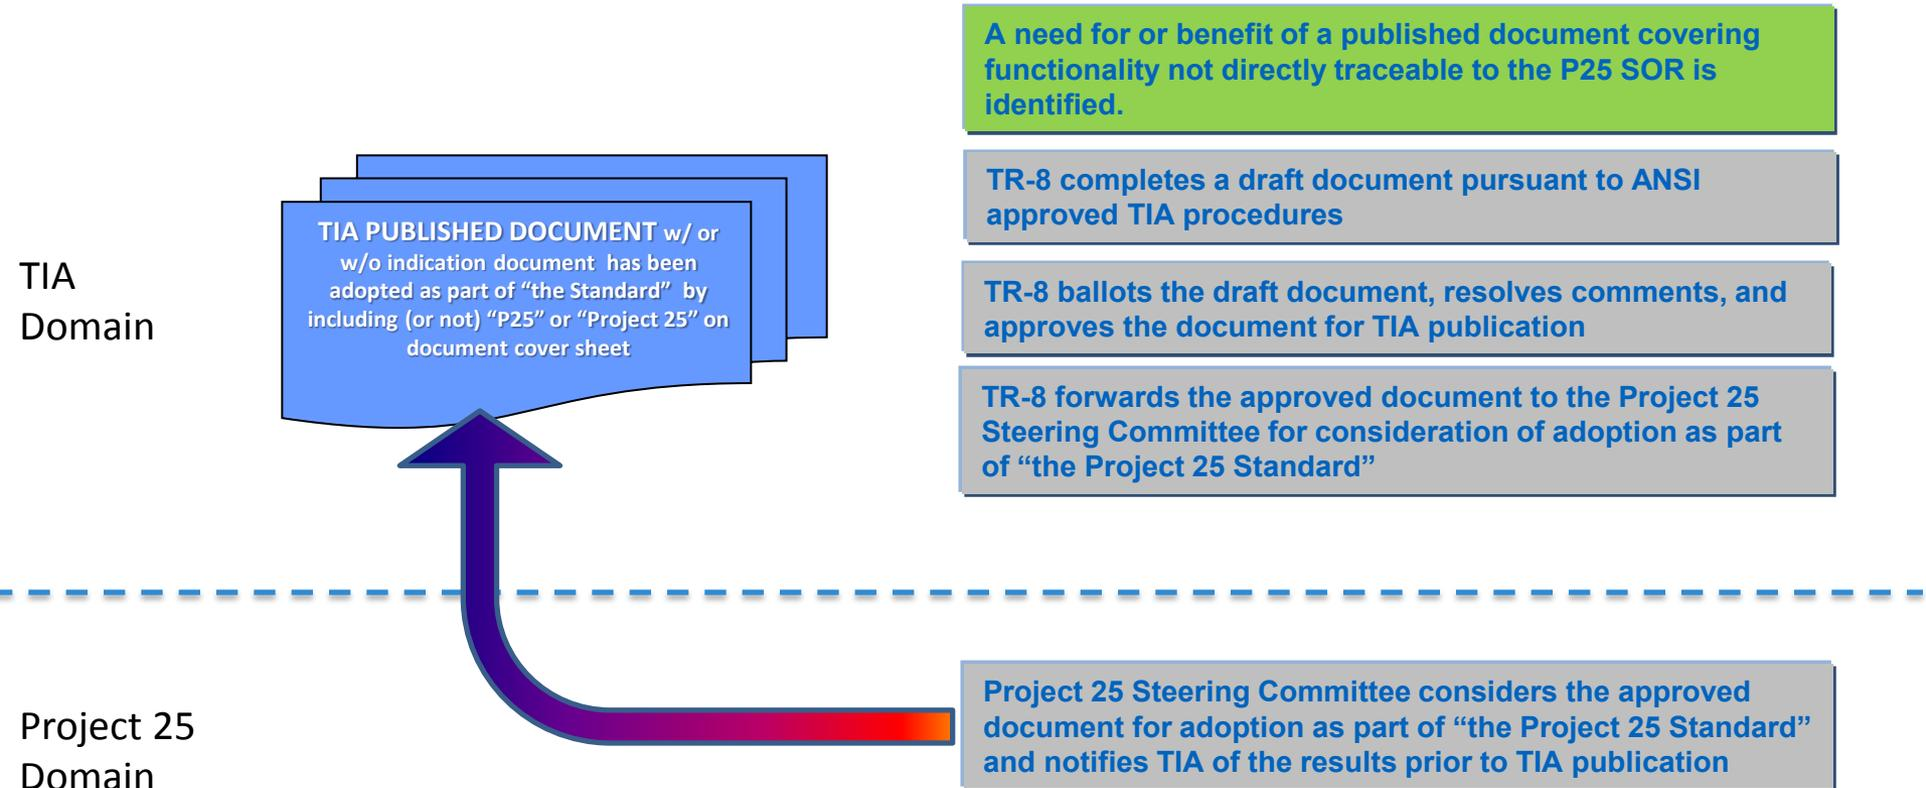 A need for or benefit of a published document covering
functionality not directly traceable to the P25 SOR is
identified.
TR-8 completes a draft document pursuant to ANSI
approved TIA procedures
TIA PUBLISHED DOCUMENT w/ or
w/o indication document has been
adopted as part of “the Standard” by
including (or not) “P25” or “Project 25” on
document cover sheet
TIA
Domain
TR-8 ballots the draft document, resolves comments, and
approves the document for TIA publication
TR-8 forwards the approved document to the Project 25
Steering Committee for consideration of adoption as part
of “the Project 25 Standard”
Project 25
Domain
Project 25 Steering Committee considers the approved
document for adoption as part of “the Project 25 Standard”
and notifies TIA of the results prior to TIA publication